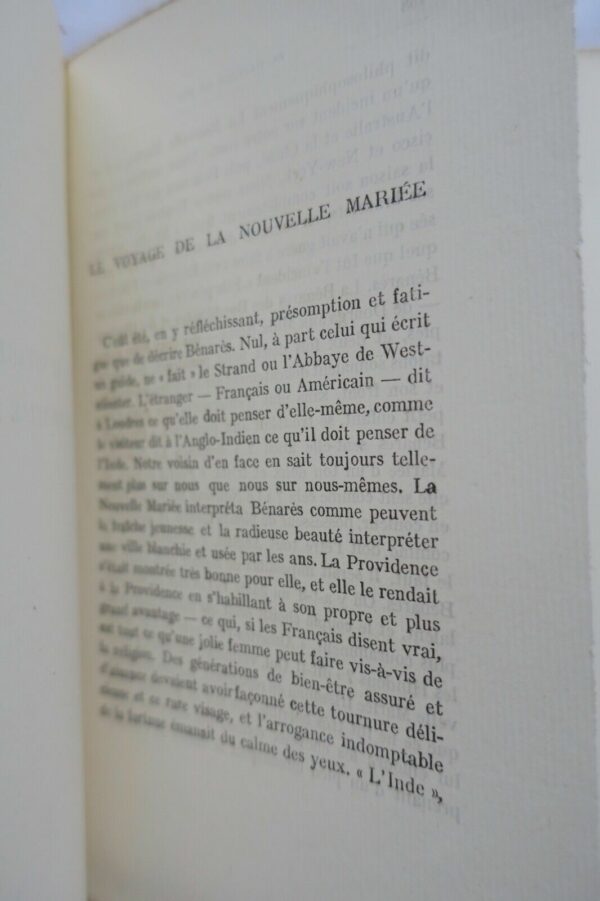 LE VOYAGE DE LA NOUVELLE MARIÉE
C'eût été, en y réfléchissant, présomption et fati-
gue que de décrire Bénarès. Nul, à part celui qui écrit
un guide, ne « fait » le Strand ou l'Abbaye de West-
minster. L'étranger — Français ou Américain — dit
à Londres ce qu'elle doit penser d'elle-même, comme
le visiteur dit à l'Anglo-Indien ce qu'il doit penser de
l'Inde. Notre voisin d'en face en sait toujours telle-
ment plus sur nous que nous sur nous-mêmes. La
Nouvelle Mariée interpréta Bénarès comme peuvent
la fraîche jeunesse et la radieuse beauté interpréter
une ville blanchie et usée par les ans. La Providence
s'était montrée très bonne pour elle, et elle le rendait
à la Providence en s'habillant à son propre et plus
grand avantage — ce qui, si les Français disent vrai,
est tout ce qu'une jolie femme peut faire vis-à-vis de
la religion. Des générations de bien-être assuré et
d'aisance devaient avoir façonné cette tournure déli-
cieuse et ce rare visage, et l'arrogance indomptable
de la fortune émanait du calme des yeux. « L'Inde »,